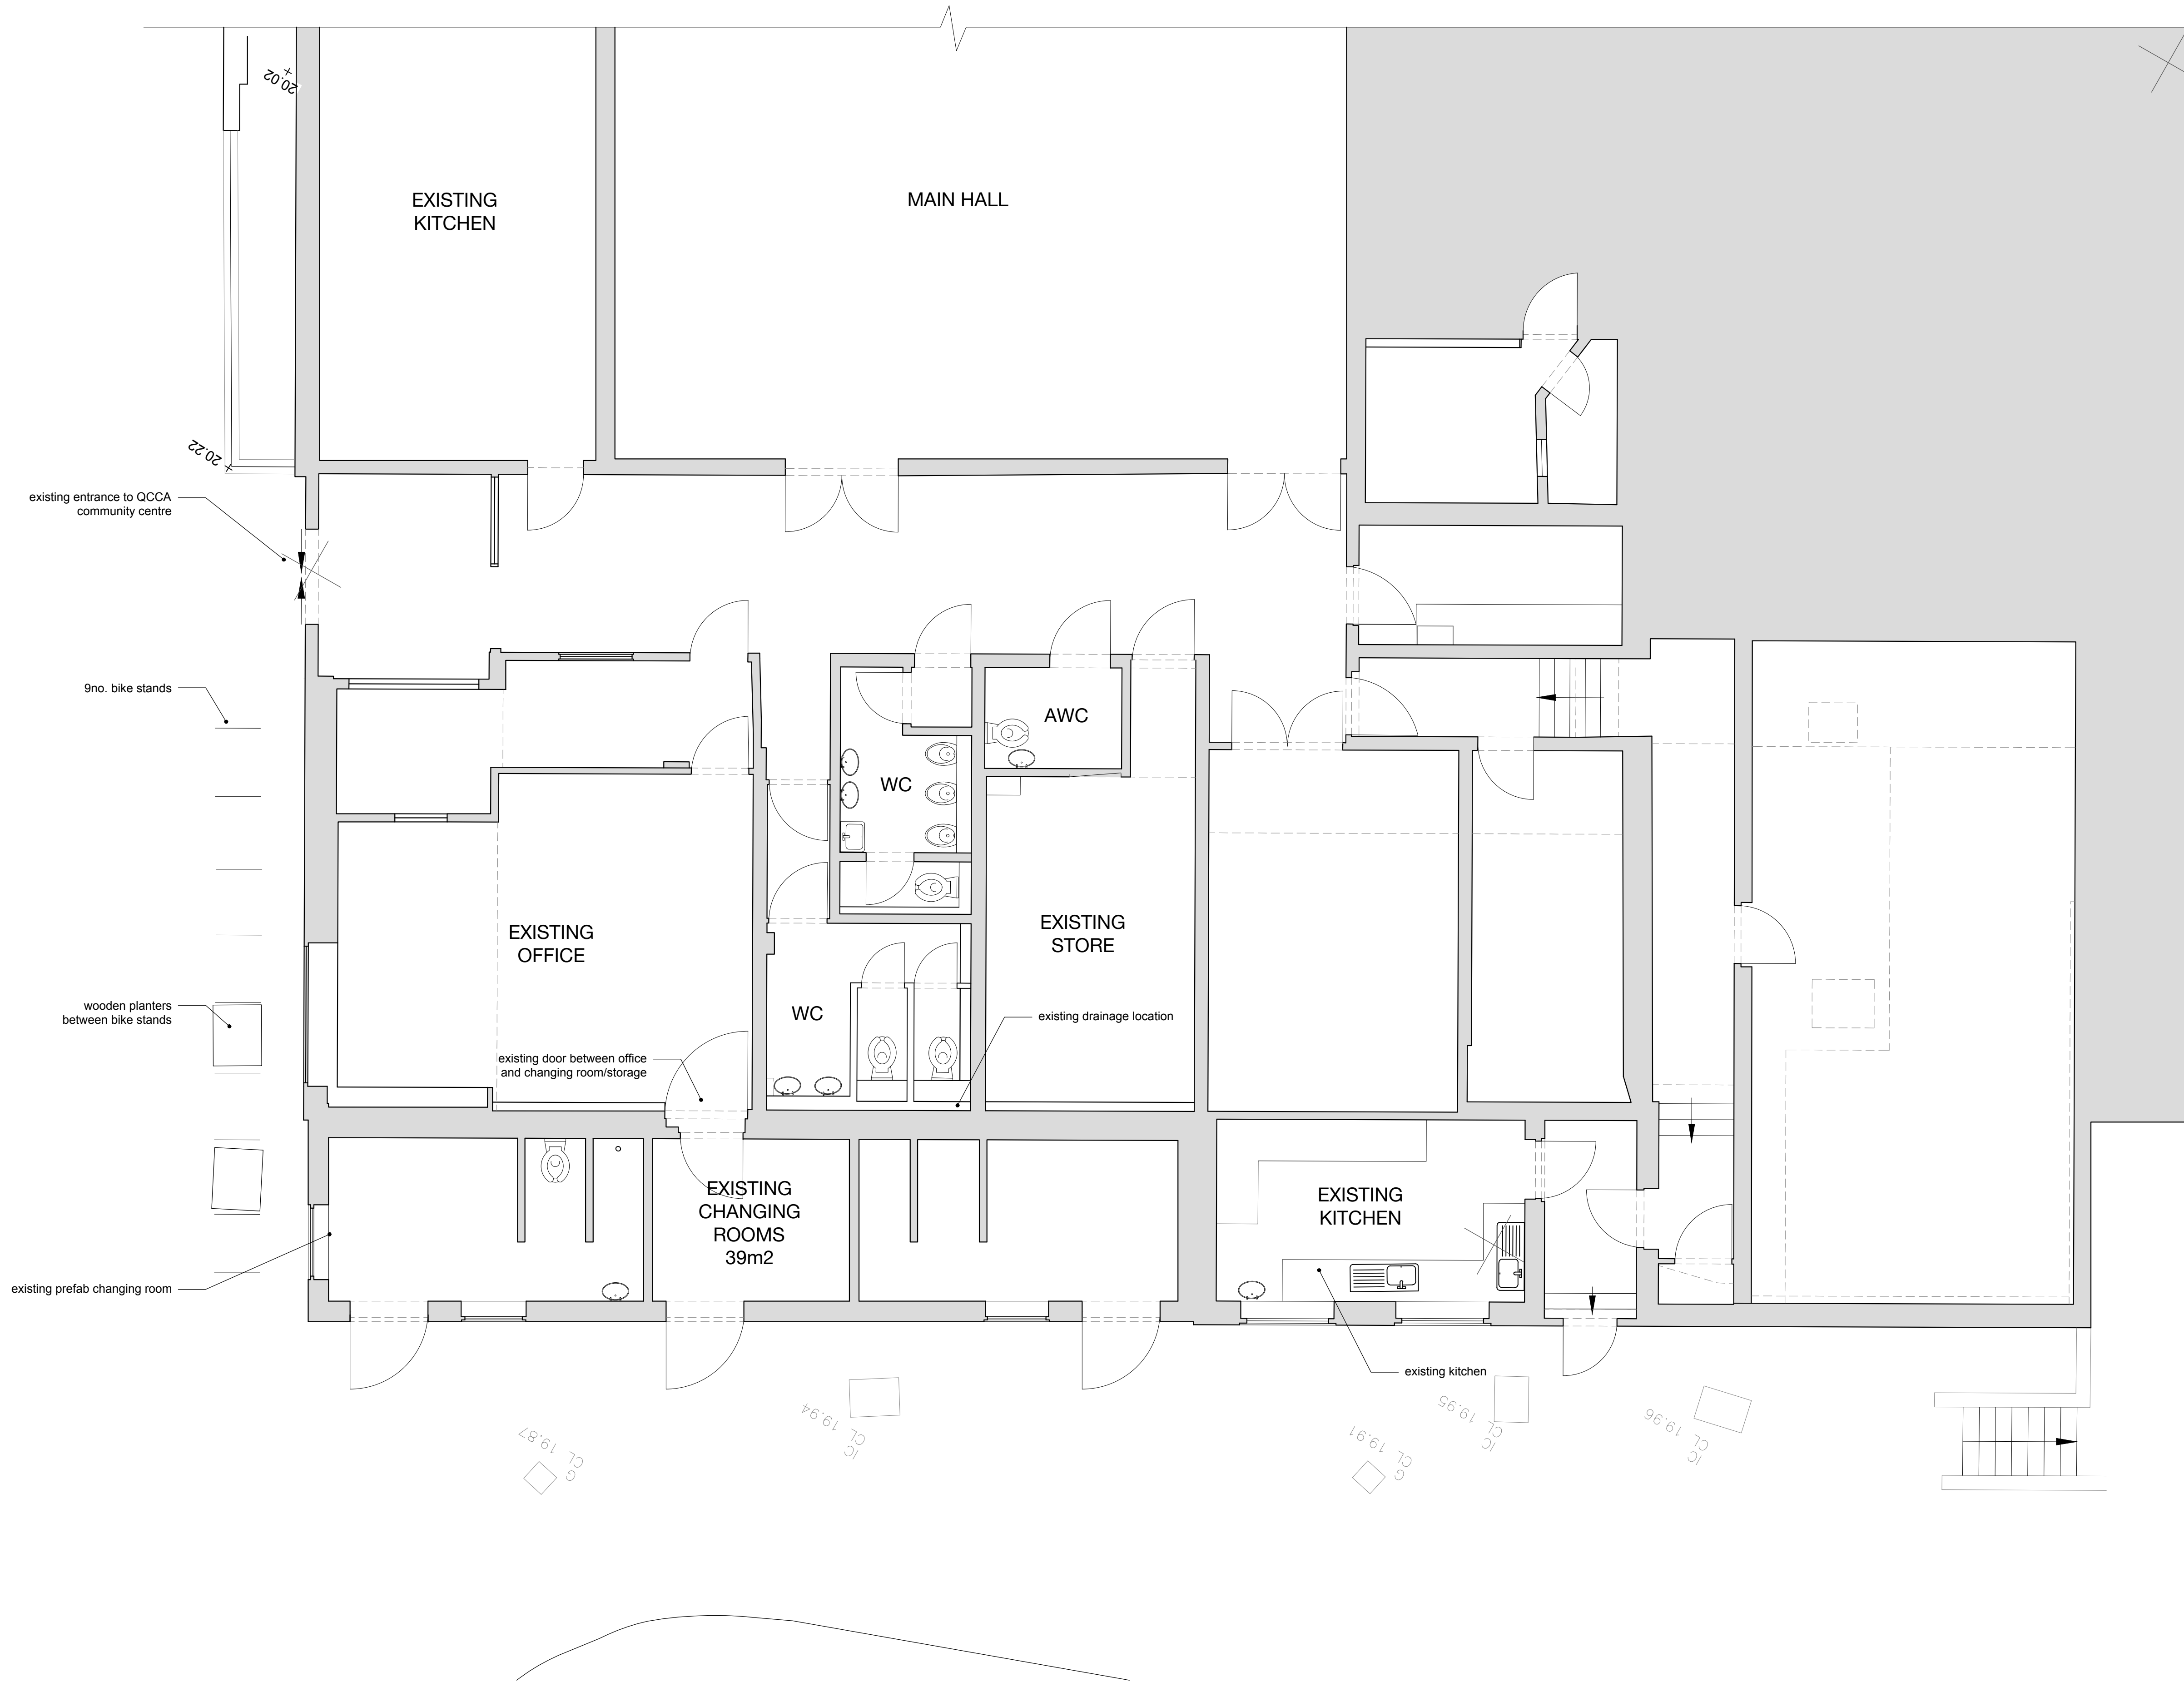 20.02
EXISTING
KITCHEN
MAIN HALL
20.22
existing entrance to QCCA
community centre
9no. bike stands
AWC
WC
EXISTING
OFFICE
EXISTING
STORE
wooden planters
between bike stands
WC
existing drainage location
existing door between office
and changing room/storage
EXISTING
CHANGING
ROOMS
39m2
EXISTING
KITCHEN
existing prefab changing room
existing kitchen
G
CL 19.87
IC
CL 19.94
G
CL 19.91
IC
CL 19.95
IC
CL 19.96